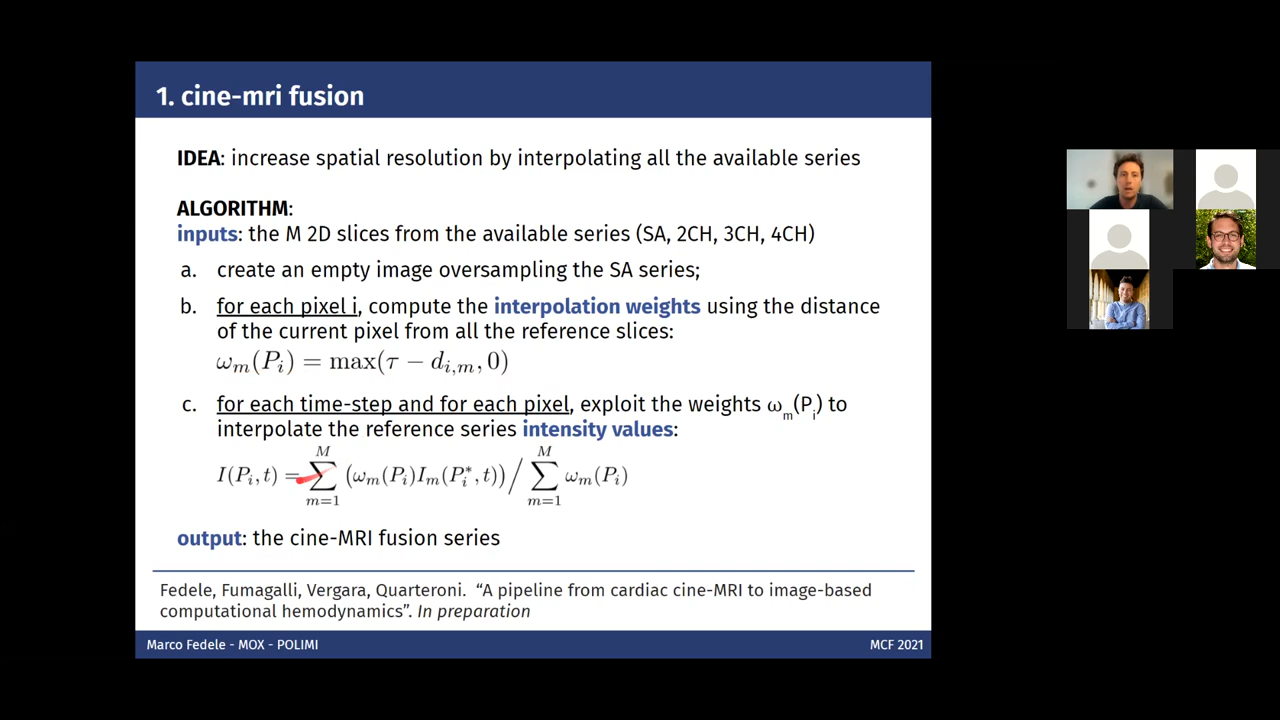 1. cine-mri fusion
IDEA: increase spatial resolution by interpolating all the available series
ALGORITHM:
inputs: the M 2D slices from the available series (SA, 2CH, 3CH, 4CH)
a. create an empty image oversampling the SA series;
b. for each pixel i, compute the interpolation weights using the distance
of the current pixel from all the reference slices:
ω_m(P_i) = max(τ − d_{i,m}, 0)
c. for each time-step and for each pixel, exploit the weights ω_m(P_i) to
interpolate the reference series intensity values:
I(P_i, t) = ∑_{m=1}^{M} (ω_m(P_i)I_m(P_i^*, t)) / ∑_{m=1}^{M} ω_m(P_i)
output: the cine-MRI fusion series
Fedele, Fumagalli, Vergara, Quarteroni. “A pipeline from cardiac cine-MRI to image-based
computational hemodynamics”. In preparation
Marco Fedele - MOX - POLIMI
MCF 2021